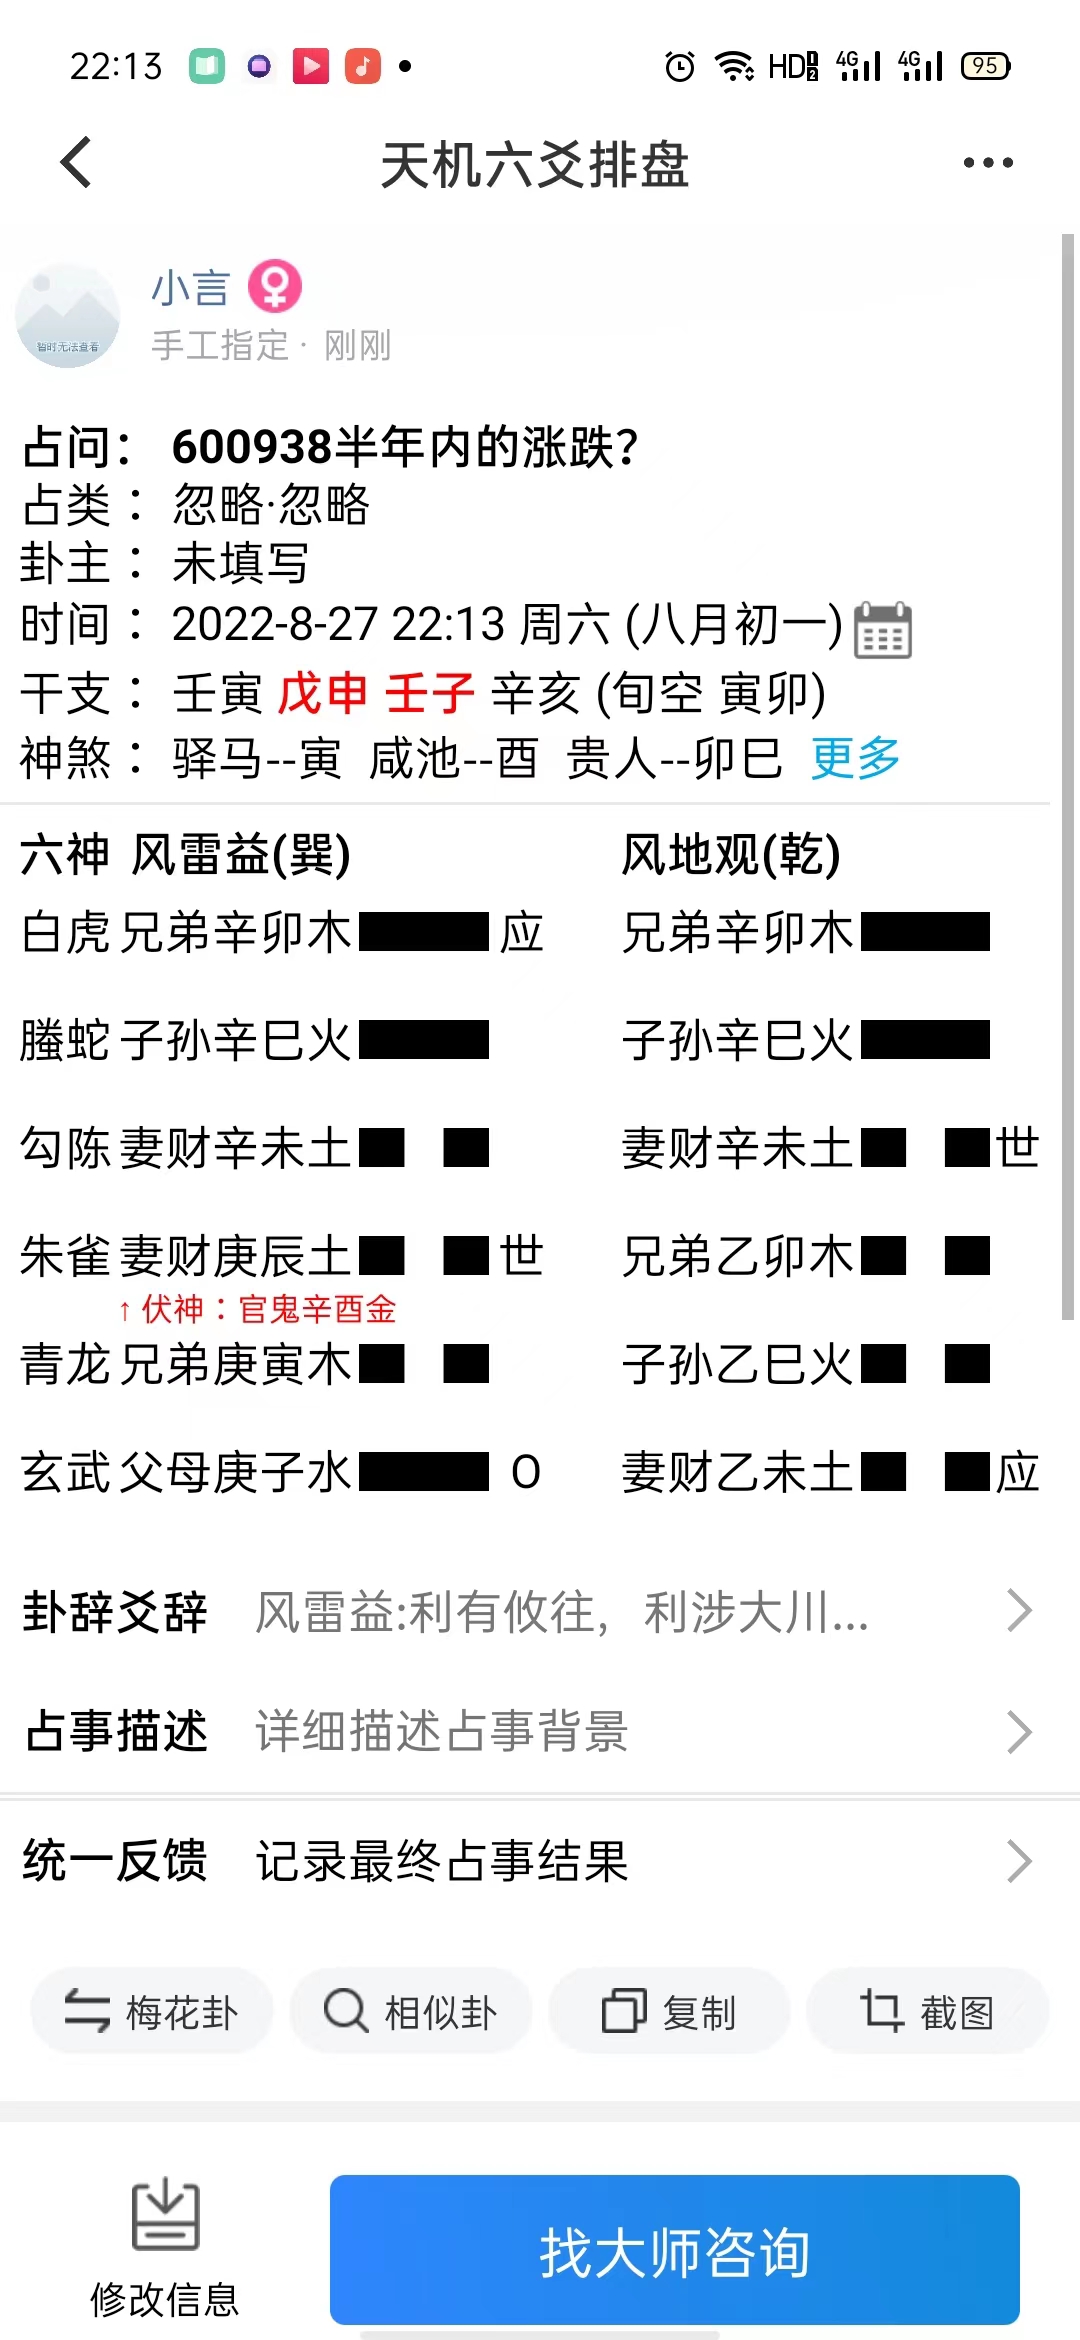 22:13 HD 12 4G 4G 95
天机六爻排盘
小言
暂时无法查看
手工指定· 刚刚
占问： 600938半年内的涨跌？
占类： 忽略·忽略
卦主： 未填写
时间： 2022-8-27 22:13 周六 (八月初一)
干支： 壬寅 戊申 壬子 辛亥 (旬空 寅卯)
神煞： 驿马--寅 咸池--酉 贵人--卯巳 更多
六神 风雷益(巽) 风地观(乾)
白虎 兄弟辛卯木 应 兄弟辛卯木
螣蛇 子孙辛巳火 子孙辛巳火
勾陈 妻财辛未土 妻财辛未土 世
朱雀 妻财庚辰土 世 兄弟乙卯木
↑ 伏神：官鬼辛酉金
青龙 兄弟庚寅木 子孙乙巳火
玄武 父母庚子水 O 妻财乙未土 应
卦辞爻辞 风雷益:利有攸往，利涉大川...
占事描述 详细描述占事背景
统一反馈 记录最终占事结果
梅花卦 相似卦 复制 截图
修改信息 找大师咨询